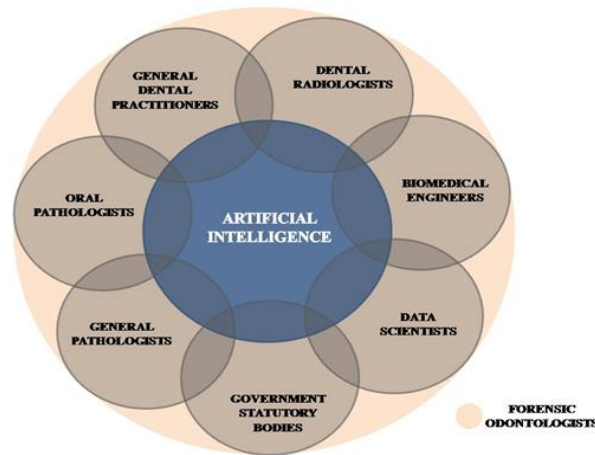 GENERAL
DENTAL
PRACTITIONERS
DENTAL
RADIOLOGISTS
ORAL
PATHOLOGISTS
BIOMEDICAL
ENGINEERS
ARTIFICIAL
INTELLIGENCE
GENERAL
PATHOLOGISTS
DATA
SCIENTISTS
GOVERNMENT
STATUTORY
BODIES
FORENSIC
ODONTOLOGISTS